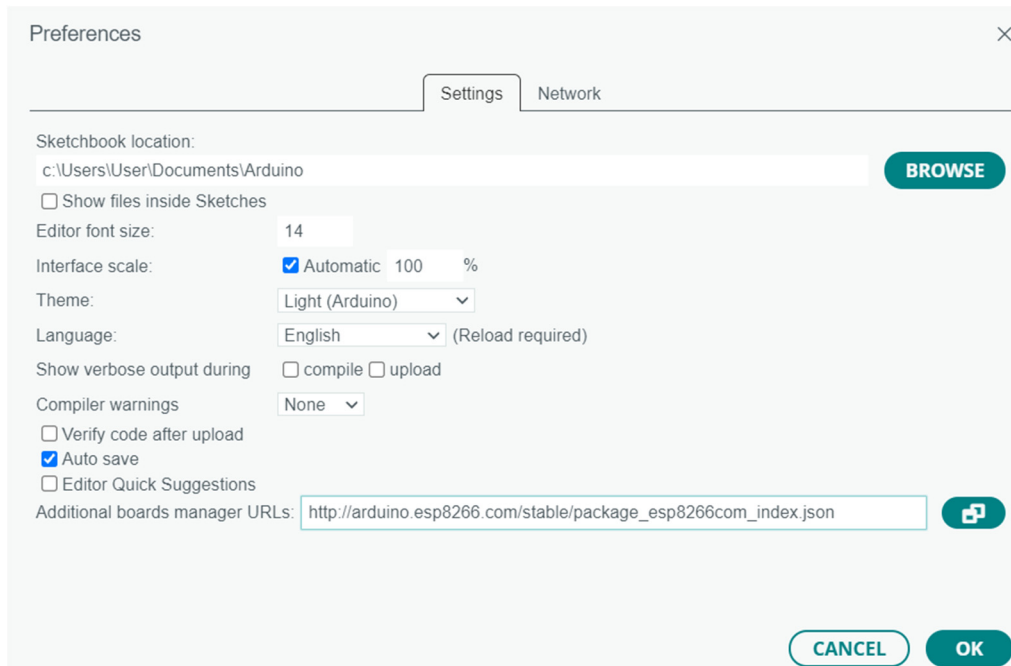 Preferences
Settings Network
Sketchbook location:
c:\Users\User\Documents\Arduino BROWSE
Show files inside Sketches
Editor font size: 14
Interface scale: Automatic 100 %
Theme: Light (Arduino)
Language: English (Reload required)
Show verbose output during compile upload
Compiler warnings None
Verify code after upload
Auto save
Editor Quick Suggestions
Additional boards manager URLs: http://arduino.esp8266.com/stable/package_esp8266com_index.json
CANCEL OK